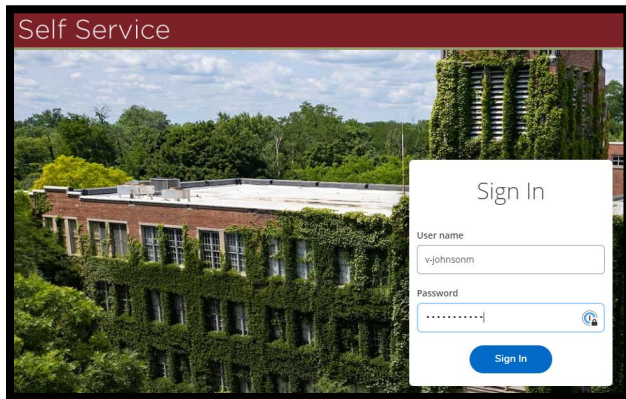 Self Service
Sign In
User name
v-johnsonm
Password
...........
Sign In